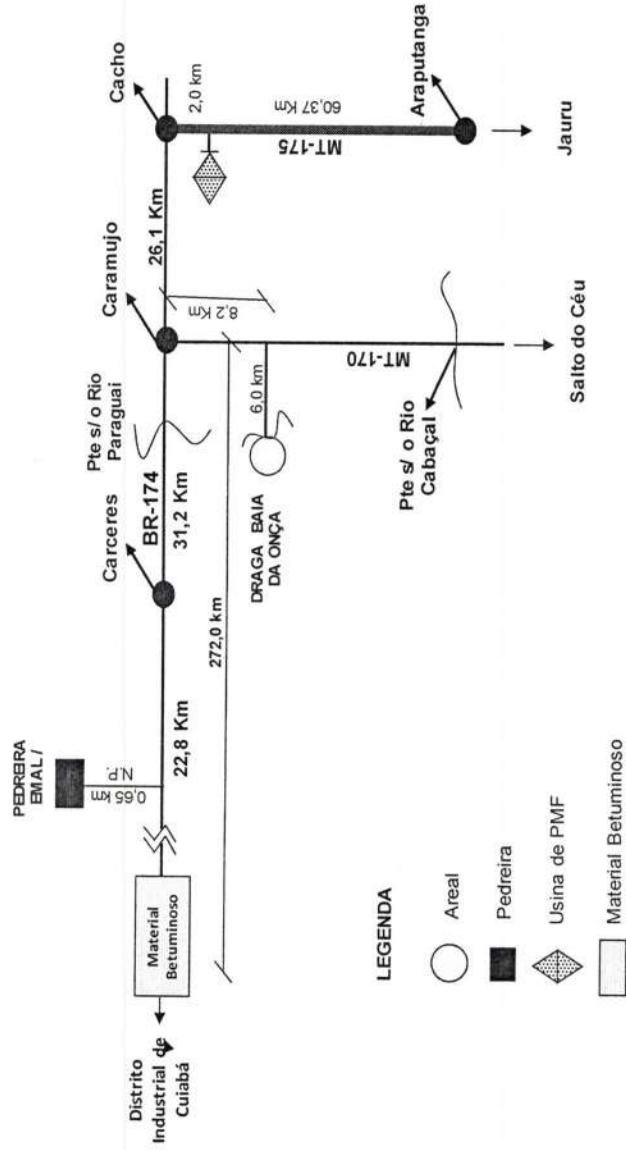 PEDREIRA
EMAL /
0,65 km
N.P.
Distrito
Industrial de
Cuiabá
Material
Betuminoso
22,8 Km
Carceres
BR-174
31,2 Km
Pte s/ o Rio
Paraguai
Caramujo
26,1 Km
Cacho
2,0 km
272,0 km
8,2 Km
6,0 km
DRAGA BAIA
DA ONÇA
MT-170
Pte s/ o Rio
Cabaçal
Salto do Céu
60,37 Km
MT-175
Araputanga
Jauru
LEGENDA
Areal
Pedreira
Usina de PMF
Material Betuminoso